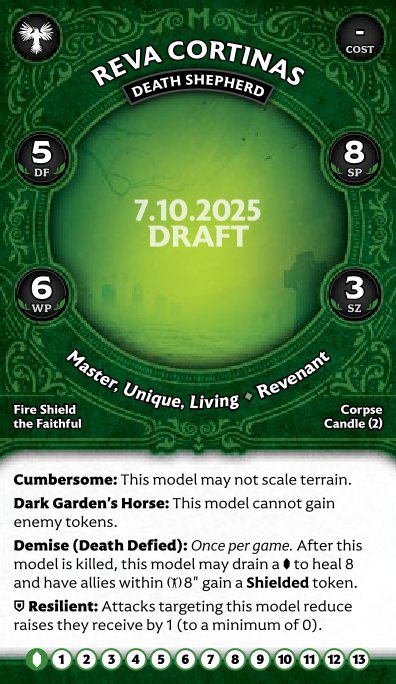 -
COST
REVA CORTINAS
DEATH SHEPHERD
5
DF
8
SP
7.10.2025
DRAFT
6
WP
3
SZ
Master, Unique, Living ⬥ Revenant
Fire Shield
the Faithful
Corpse
Candle (2)
Cumbersome: This model may not scale terrain.
Dark Garden's Horse: This model cannot gain
enemy tokens.
Demise (Death Defied): Once per game. After this
model is killed, this model may drain a to heal 8
and have allies within 8" gain a Shielded token.
Resilient: Attacks targeting this model reduce
raises they receive by 1 (to a minimum of 0).
1 2 3 4 5 6 7 8 9 10 11 12 13